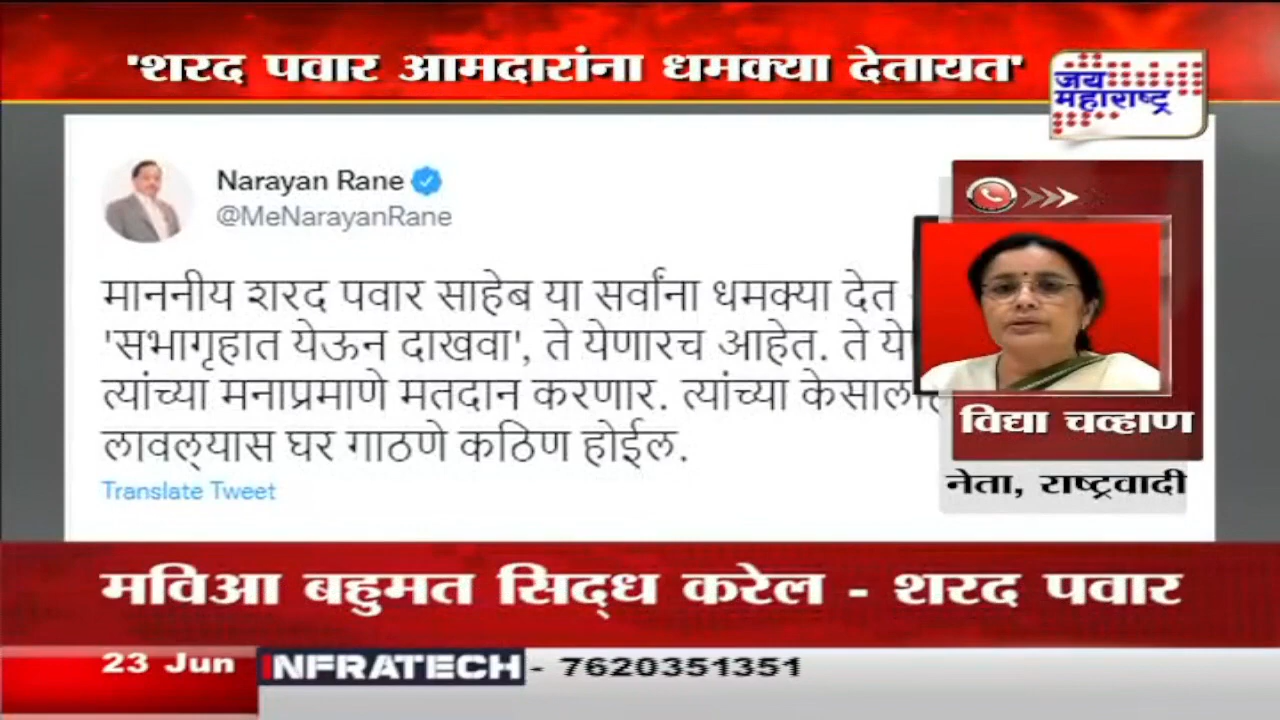 'शरद पवार आमदारांना धमक्या देतायत'
जय
महाराष्ट्र
Narayan Rane
@MeNarayanRane
माननीय शरद पवार साहेब या सर्वांना धमक्या देत
'सभागृहात येऊन दाखवा', ते येणारच आहेत. ते
त्यांच्या मनाप्रमाणे मतदान करणार. त्यांच्या
लावल्यास घर गाठणे कठिण होईल.
Translate Tweet
विद्या चव्हाण
नेता, राष्ट्रवादी
मविआ बहुमत सिद्ध करेल - शरद पवार
23 Jun INFRATECH - 7620351351